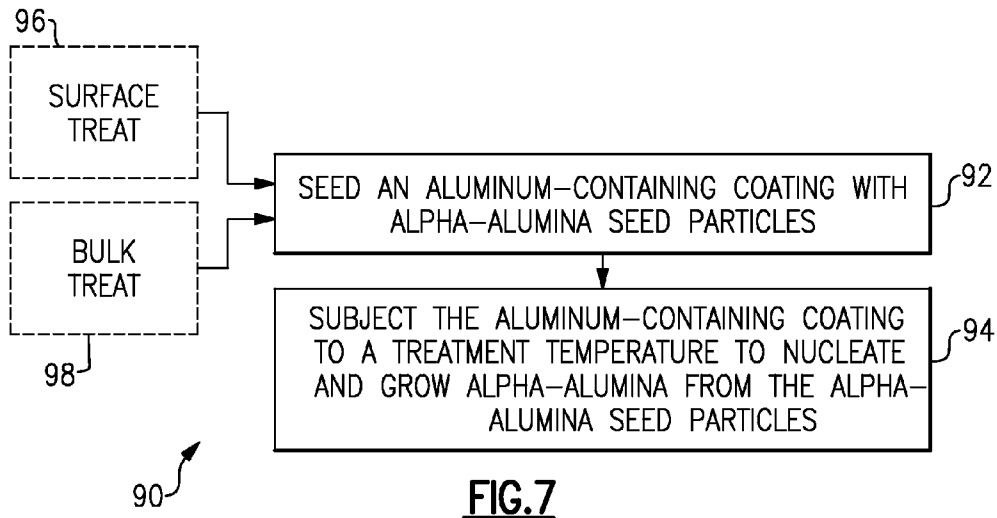 96
SURFACE
TREAT
BULK
TREAT
98
SEED AN ALUMINUM–CONTAINING COATING WITH
ALPHA–ALUMINA SEED PARTICLES
92
SUBJECT THE ALUMINUM–CONTAINING COATING
TO A TREATMENT TEMPERATURE TO NUCLEATE
AND GROW ALPHA–ALUMINA FROM THE ALPHA–
ALUMINA SEED PARTICLES
94
90
FIG.7